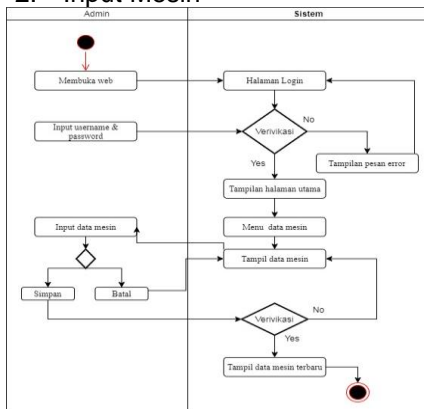 2. Input Mesin
Admin
Sistem
Membuka web
Halaman Login
Input username &
password
Verivikasi
No
Yes
Tampilan pesan error
Tampilan halaman utama
Input data mesin
Menu data mesin
Tampil data mesin
Simpan
Batal
Verivikasi
No
Yes
Tampil data mesin terbaru